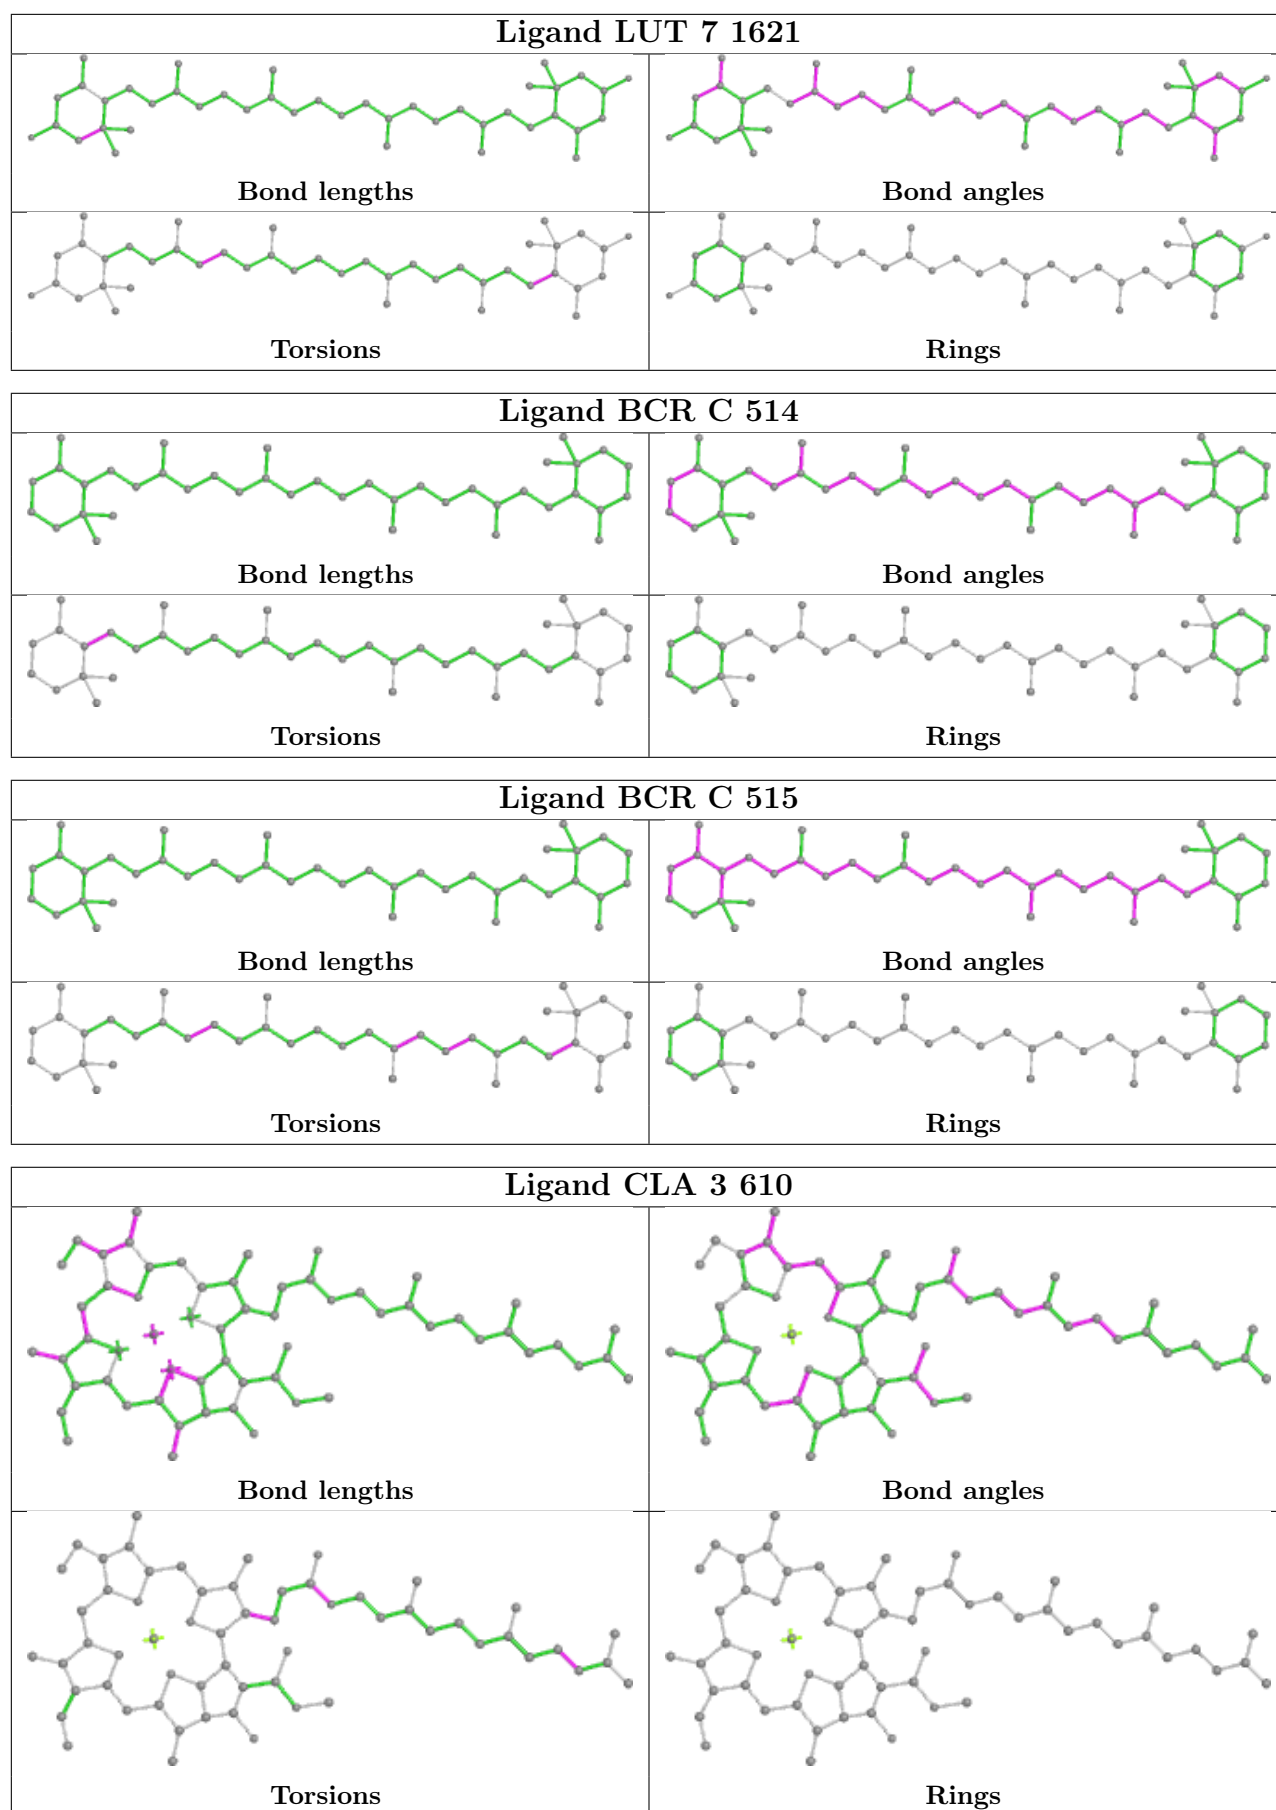 Ligand LUT 7 1621
Bond lengths
Bond angles
Torsions
Rings
Ligand BCR C 514
Bond lengths
Bond angles
Torsions
Rings
Ligand BCR C 515
Bond lengths
Bond angles
Torsions
Rings
Ligand CLA 3 610
Bond lengths
Bond angles
Torsions
Rings